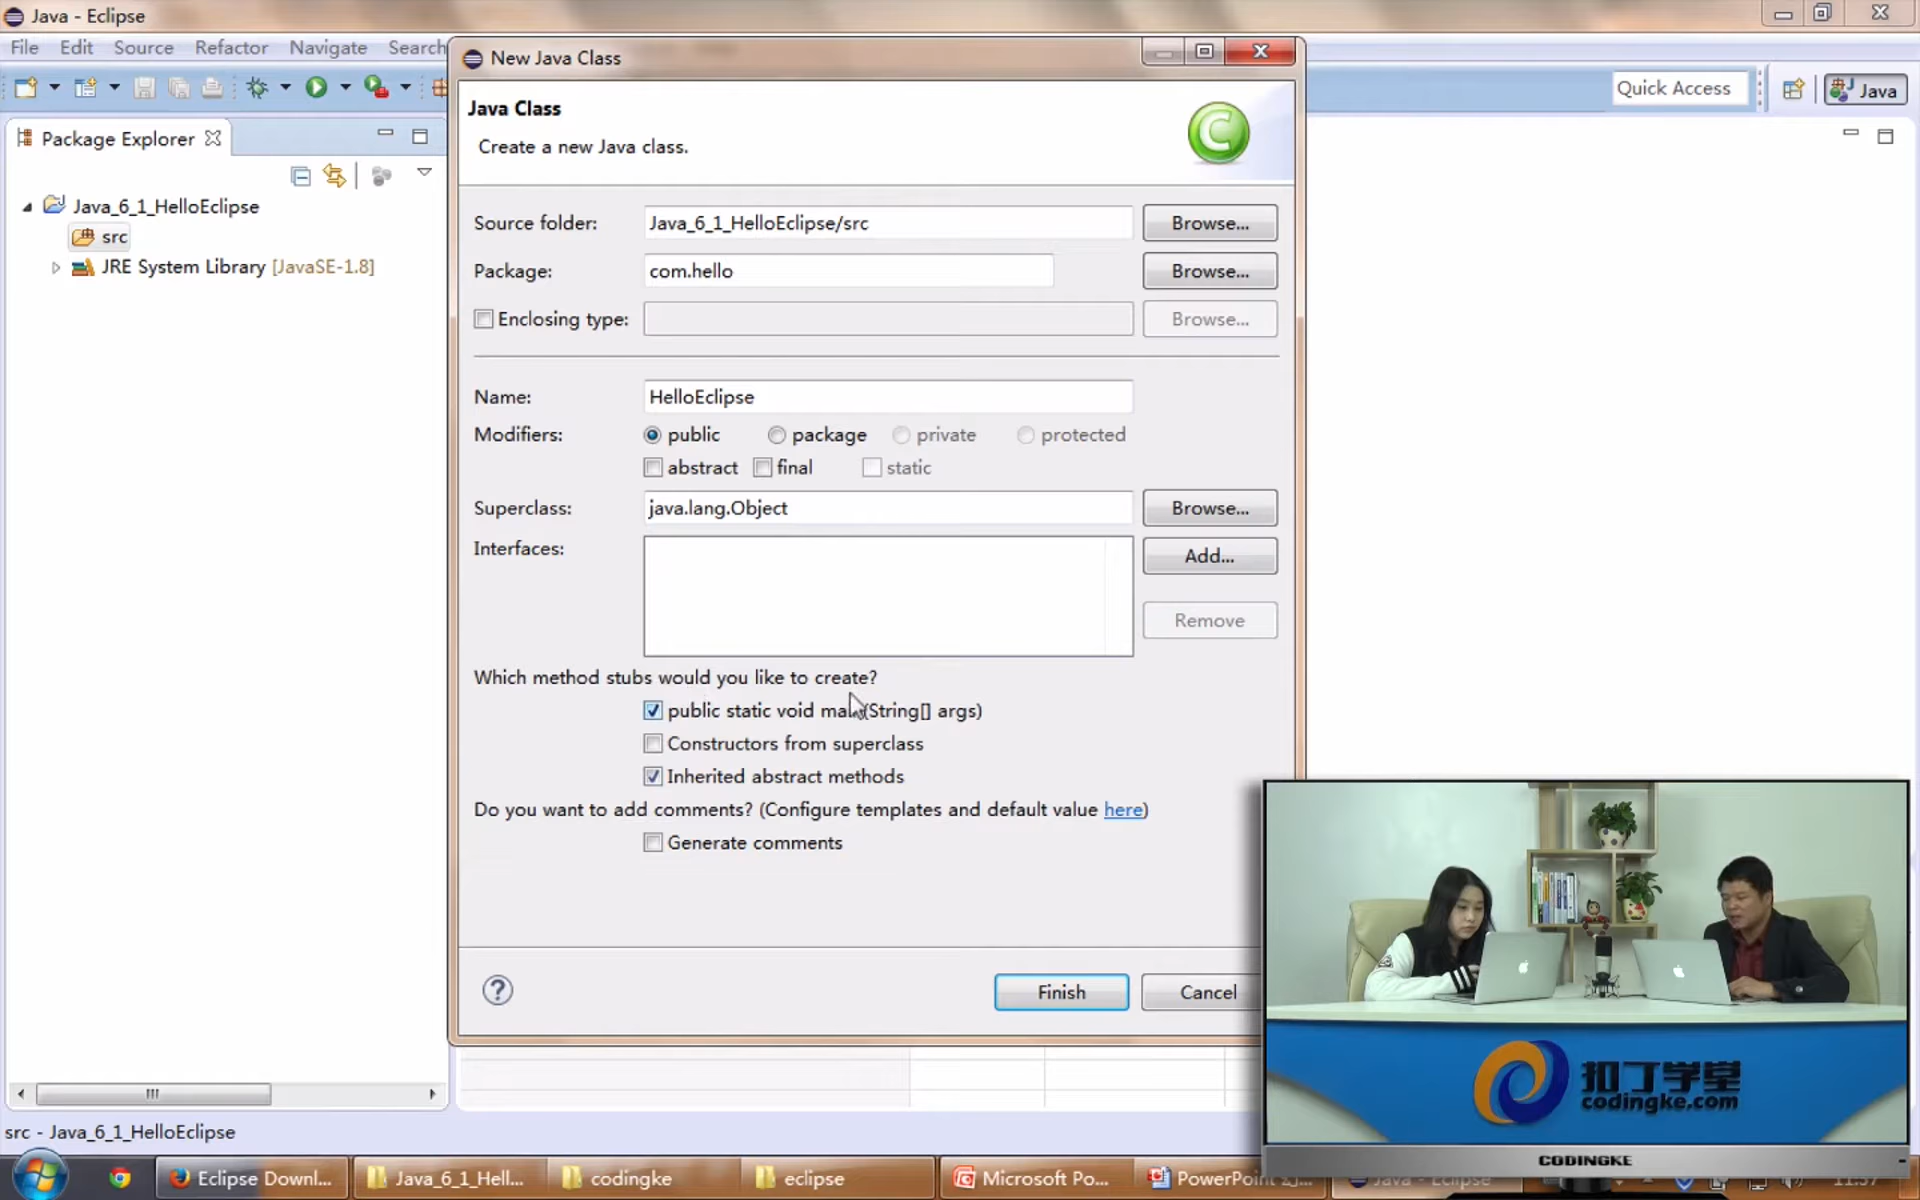 Java - Eclipse
File Edit Source Refactor Navigate Search
Quick Access
Java
Package Explorer
Java_6_1_HelloEclipse
src
JRE System Library [JavaSE-1.8]
New Java Class
Java Class
Create a new Java class.
Source folder: Java_6_1_HelloEclipse/src Browse...
Package: com.hello Browse...
Enclosing type: Browse...
Name: HelloEclipse
Modifiers: public package private protected
abstract final static
Superclass: java.lang.Object Browse...
Interfaces: Add...
Remove
Which method stubs would you like to create?
public static void main(String[] args)
Constructors from superclass
Inherited abstract methods
Do you want to add comments? (Configure templates and default value here)
Generate comments
Finish Cancel
扣丁学堂
codingke.com
CODINGKE
src - Java_6_1_HelloEclipse
Eclipse Downl... Java_6_1_Hell... codingke eclipse Microsoft Po... PowerPoint Java - Eclipse